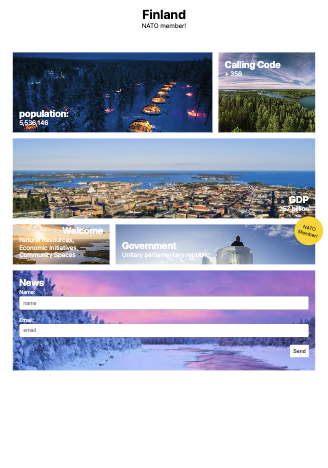 Finland
NATO member!
population:
5,536,146
Calling Code
+ 358
GDP
267 billion
NATO
Member!
Welcome
Natural Resources,
Economic Initiatives,
Community Spaces
Government
Unitary parliamentary republic
News
Name:
name
Email:
email
Send